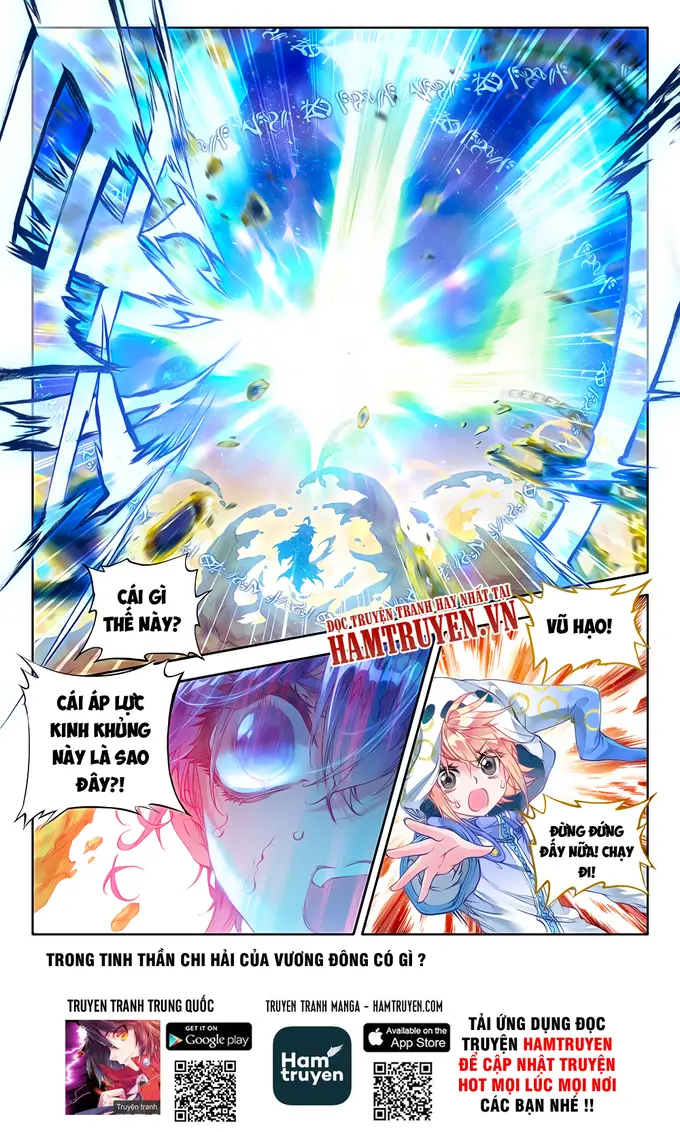 CÁI GÌ
THẾ NÀY?
ĐỌC TRUYỆN TRANH HAY NHẤT TẠI
HAMTRUYEN.VN
VŨ HẠO!
CÁI ÁP LỰC
KINH KHỦNG
NÀY LÀ SAO
ĐÂY?!
ĐỪNG ĐỨNG
ĐẤY NỮA! CHẠY
ĐI!
TRONG TINH THẦN CHI HẢI CỦA VƯƠNG ĐÔNG CÓ GÌ ?
TRUYEN TRANH TRUNG QUỐC
Truyện tranh
GET IT ON
Google play
TRUYEN TRANH MANGA - HAMTRUYEN.COM
Ham
truyen
Available on the
App Store
TẢI ỨNG DỤNG ĐỌC
TRUYỆN HAMTRUYEN
ĐỂ CẬP NHẬT TRUYỆN
HOT MỌI LÚC MỌI NƠI
CÁC BẠN NHÉ !!